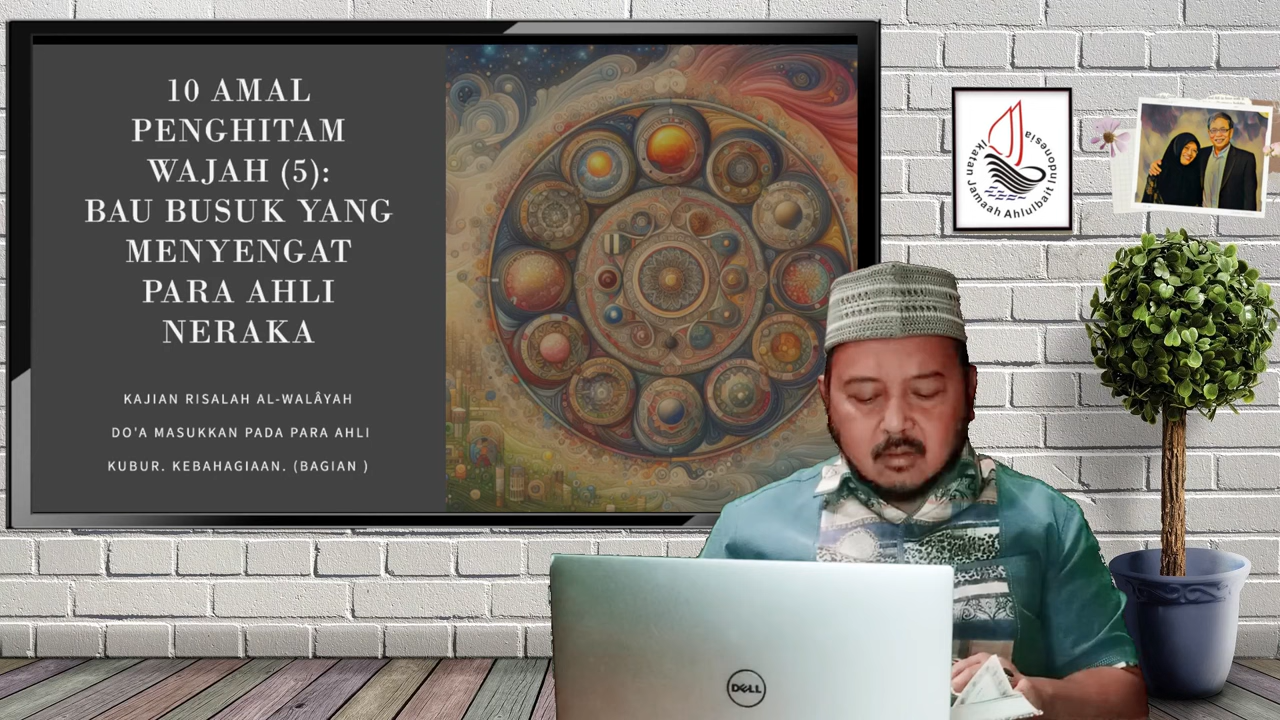 10 AMAL
PENGHITAM
WAJAH (5):
BAU BUSUK YANG
MENYENGAT
PARA AHLI
NERAKA
KAJIAN RISALAH AL-WALÂYAH
DO'A MASUKKAN PADA PARA AHLI
KUBUR. KEBAHAGIAAN. (BAGIAN )
Ikatan Jamaah Ahlulbait Indonesia
DELL